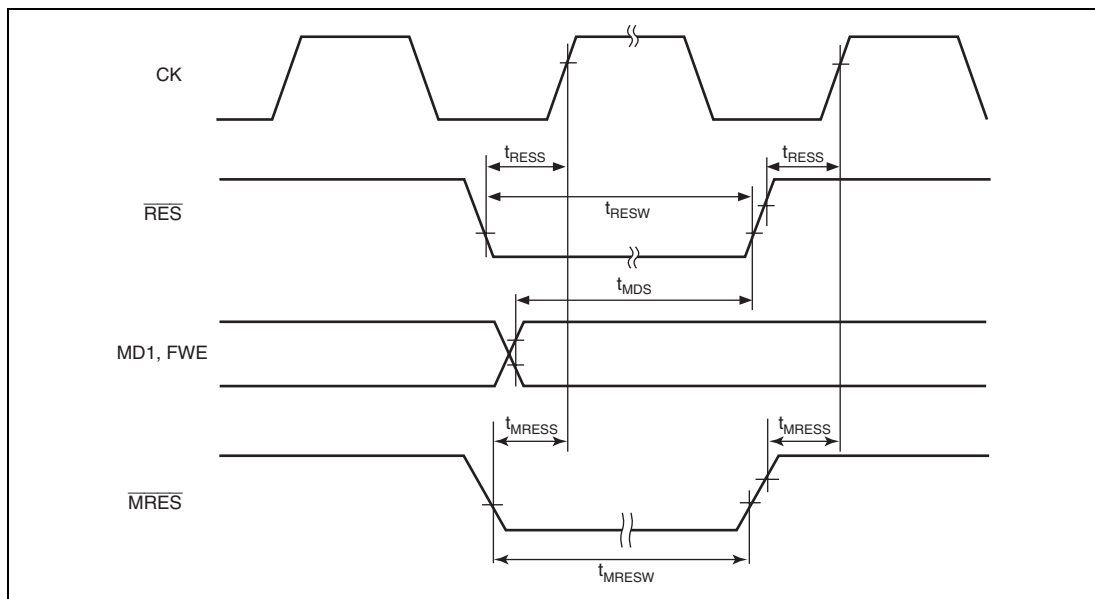 CK
tRESS
tRESS
RES
tRESW
tMDS
MD1, FWE
tMRESS
tMRESS
MRES
tMRESW